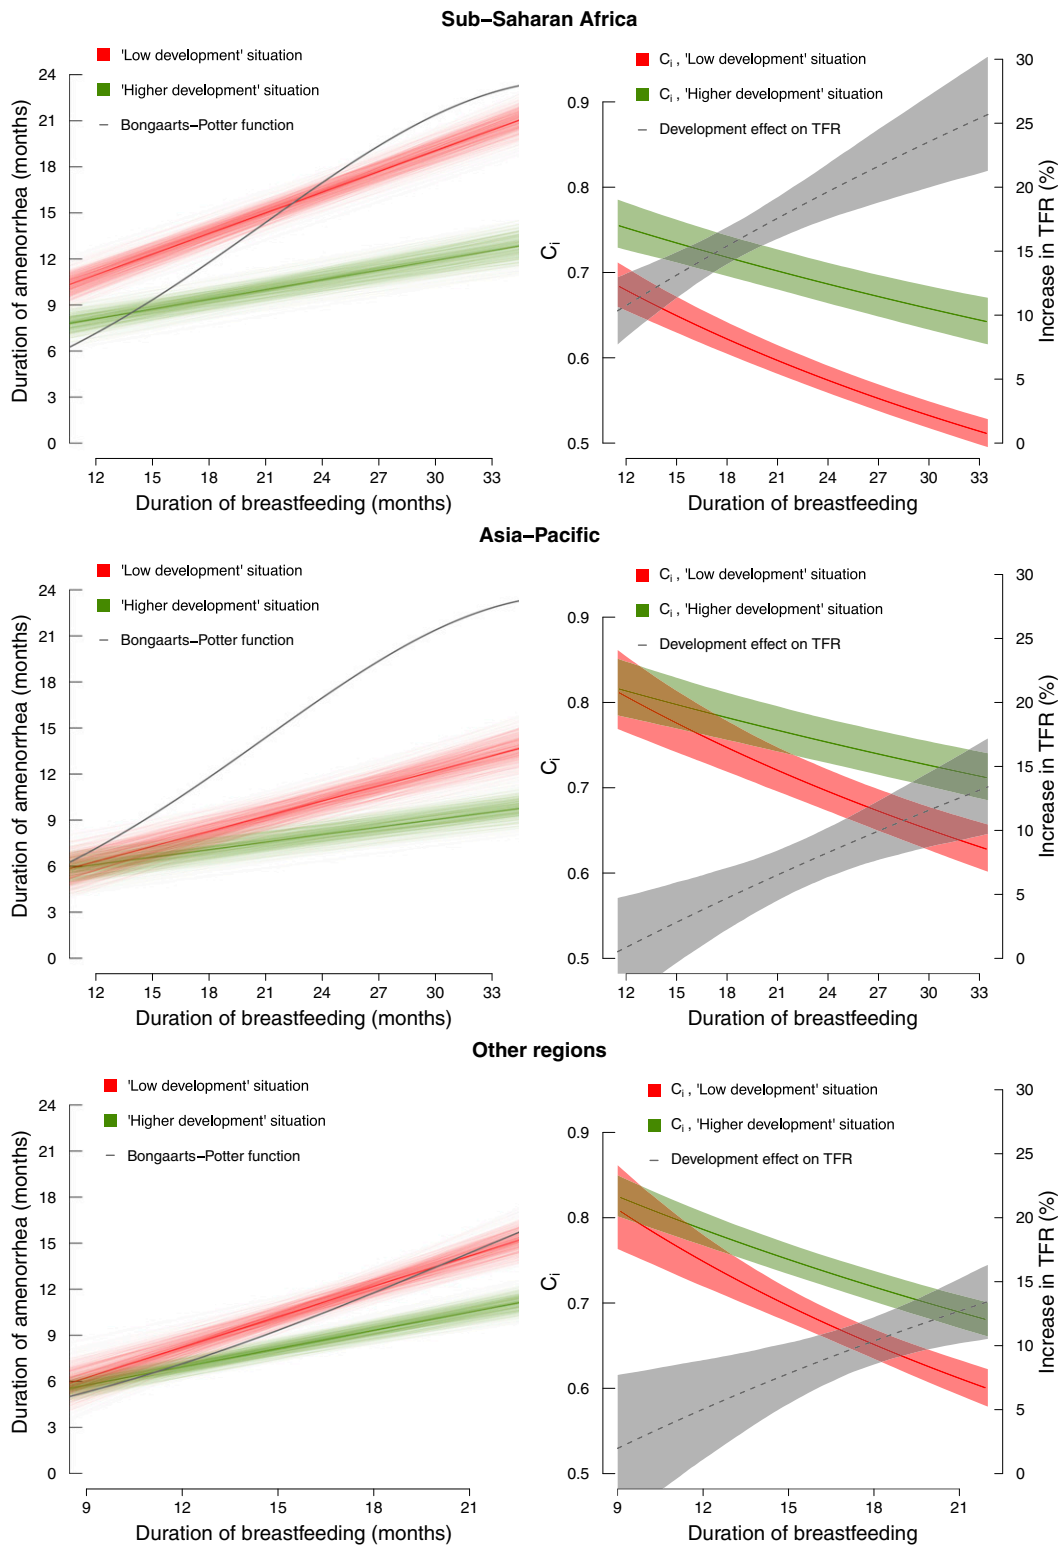 Sub−Saharan Africa
'Low development' situation
'Higher development' situation
Bongaarts−Potter function
Duration of amenorrhea (months)
24
21
18
15
12
9
6
3
0
12 15 18 21 24 27 30 33
Duration of breastfeeding (months)
Ci , 'Low development' situation
Ci , 'Higher development' situation
Development effect on TFR
Ci
0.9
0.8
0.7
0.6
0.5
30
25
20
15
10
5
0
Increase in TFR (%)
12 15 18 21 24 27 30 33
Duration of breastfeeding
Asia−Pacific
'Low development' situation
'Higher development' situation
Bongaarts−Potter function
Duration of amenorrhea (months)
24
21
18
15
12
9
6
3
0
12 15 18 21 24 27 30 33
Duration of breastfeeding (months)
Ci , 'Low development' situation
Ci , 'Higher development' situation
Development effect on TFR
Ci
0.9
0.8
0.7
0.6
0.5
30
25
20
15
10
5
0
Increase in TFR (%)
12 15 18 21 24 27 30 33
Duration of breastfeeding
Other regions
'Low development' situation
'Higher development' situation
Bongaarts−Potter function
Duration of amenorrhea (months)
24
21
18
15
12
9
6
3
0
9 12 15 18 21
Duration of breastfeeding (months)
Ci , 'Low development' situation
Ci , 'Higher development' situation
Development effect on TFR
Ci
0.9
0.8
0.7
0.6
0.5
30
25
20
15
10
5
0
Increase in TFR (%)
9 12 15 18 21
Duration of breastfeeding